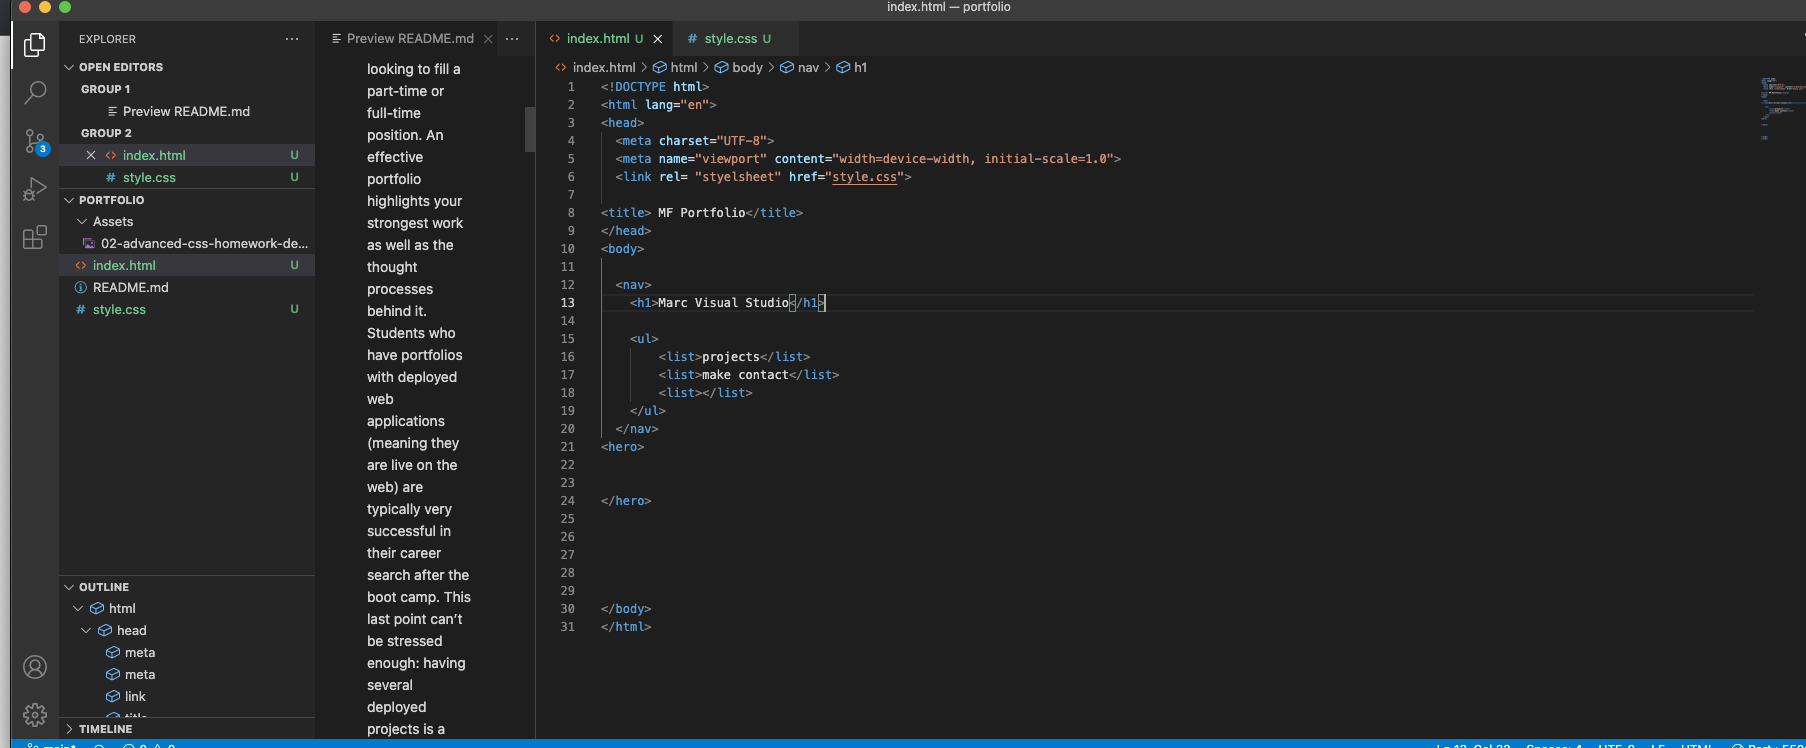 index.html — portfolio
EXPLORER
OPEN EDITORS
GROUP 1
Preview README.md
GROUP 2
index.html U
style.css U
PORTFOLIO
Assets
02-advanced-css-homework-de...
index.html U
README.md
style.css U
OUTLINE
html
head
meta
meta
link
TIMELINE
3
Preview README.md
looking to fill a
part-time or
full-time
position. An
effective
portfolio
highlights your
strongest work
as well as the
thought
processes
behind it.
Students who
have portfolios
with deployed
web
applications
(meaning they
are live on the
web) are
typically very
successful in
their career
search after the
boot camp. This
last point can't
be stressed
enough: having
several
deployed
projects is a
index.html U
style.css U
index.html > html > body > nav > h1
1 <!DOCTYPE html>
2 <html lang="en">
3 <head>
4 <meta charset="UTF-8">
5 <meta name="viewport" content="width=device-width, initial-scale=1.0">
6 <link rel= "styelsheet" href="style.css">
7
8 <title> MF Portfolio</title>
9 </head>
10 <body>
11
12 <nav>
13 <h1>Marc Visual Studio</h1>
14
15 <ul>
16 <list>projects</list>
17 <list>make contact</list>
18 <list></list>
19 </ul>
20 </nav>
21 <hero>
22
23
24 </hero>
25
26
27
28
29
30 </body>
31 </html>